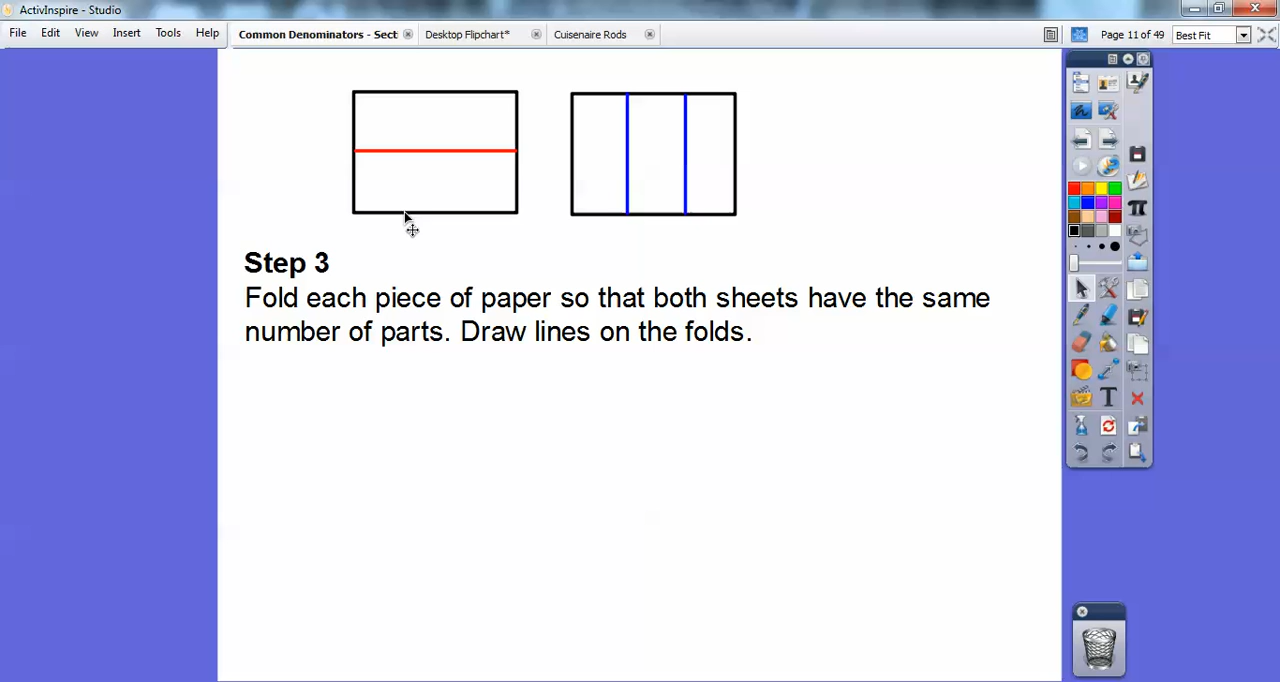 ActivInspire - Studio
File Edit View Insert Tools Help
Common Denominators - Sect Desktop Flipchart* Cuisenaire Rods
Page 11 of 49 Best Fit
Step 3
Fold each piece of paper so that both sheets have the same
number of parts. Draw lines on the folds.